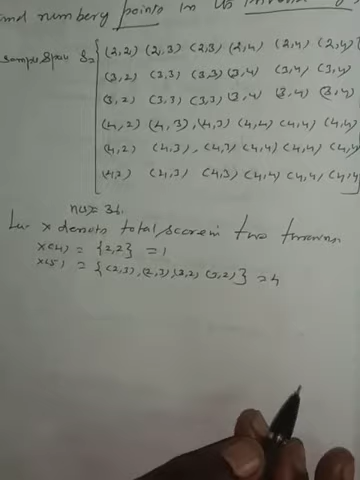 and numbery points in its
Sample Space S= { (2,2) (2,3) (2,3) (2,4) (2,4) (2,4)
(3,2) (3,3) (3,3) (3,4) (3,4) (3,4)
(3,2) (3,3) (3,3) (3,4) (3,4) (3,4)
(4,2) (4,3), (4,3) (4,4) (4,4) (4,4)
(4,2) (4,3), (4,3) (4,4) (4,4) (4,4)
(4,2) (4,3) (4,3) (4,4) (4,4) (4,4)
n(s)= 36.
Let x denots total score in two
x(4) = {2,2} = 1
x(5) = {(2,3), (2,3), (3,2) (3,2)} = 4